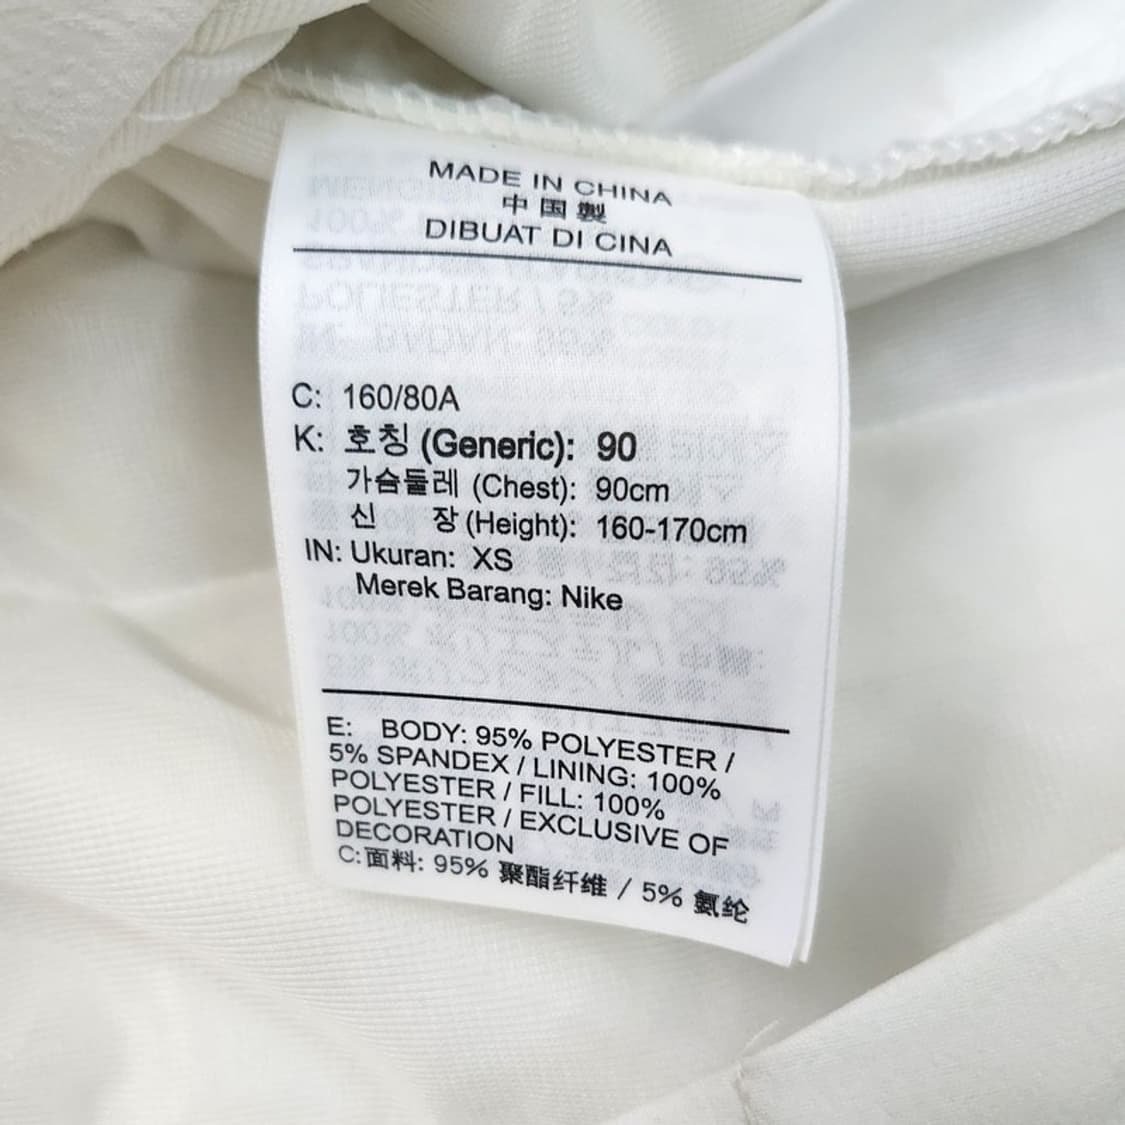 MADE IN CHINA
中国製
DIBUAT DI CINA
C: 160/80A
K: 호칭 (Generic): 90
가슴둘레 (Chest): 90cm
신 장 (Height): 160-170cm
IN: Ukuran: XS
Merek Barang: Nike
E: BODY: 95% POLYESTER /
5% SPANDEX / LINING: 100%
POLYESTER / FILL: 100%
POLYESTER / EXCLUSIVE OF
DECORATION
C:面料: 95% 聚酯纤维 / 5% 氨纶